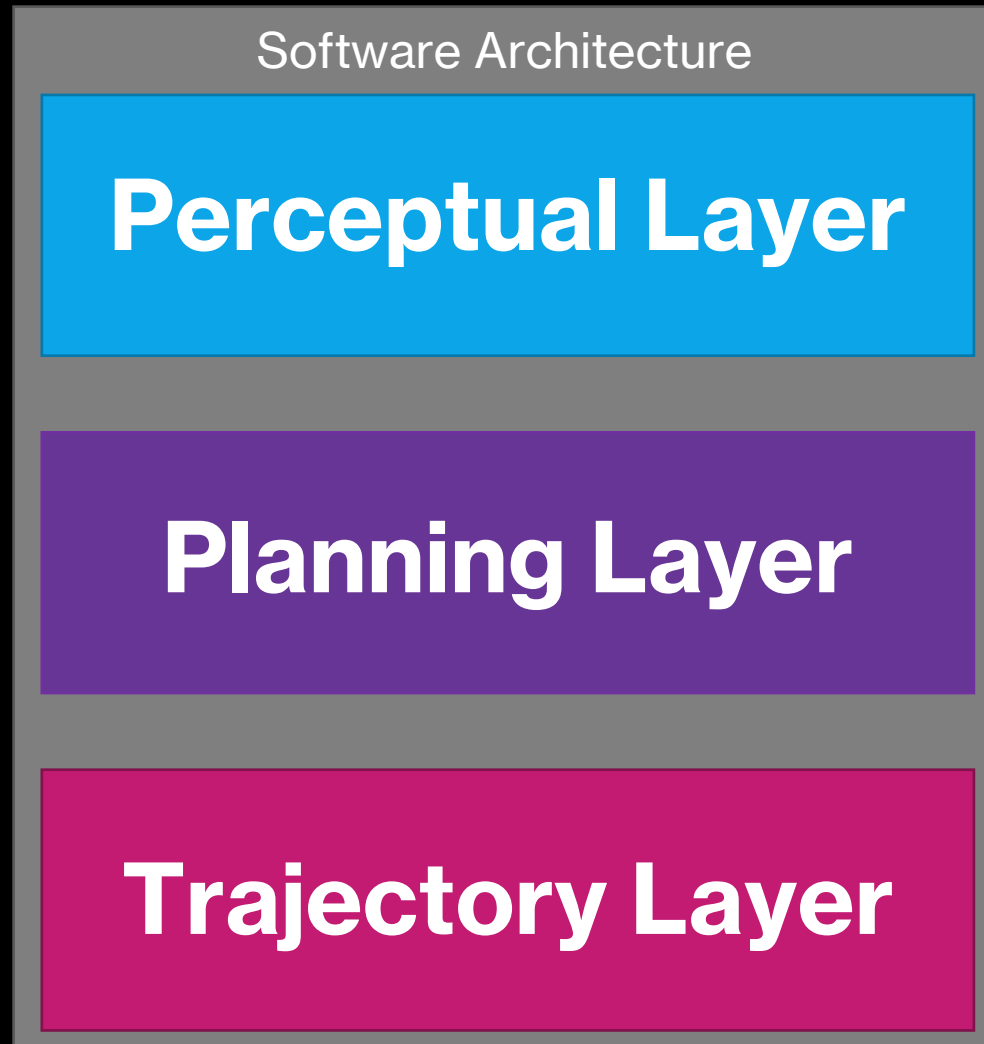 Software Architecture
Perceptual Layer
Planning Layer
Trajectory Layer